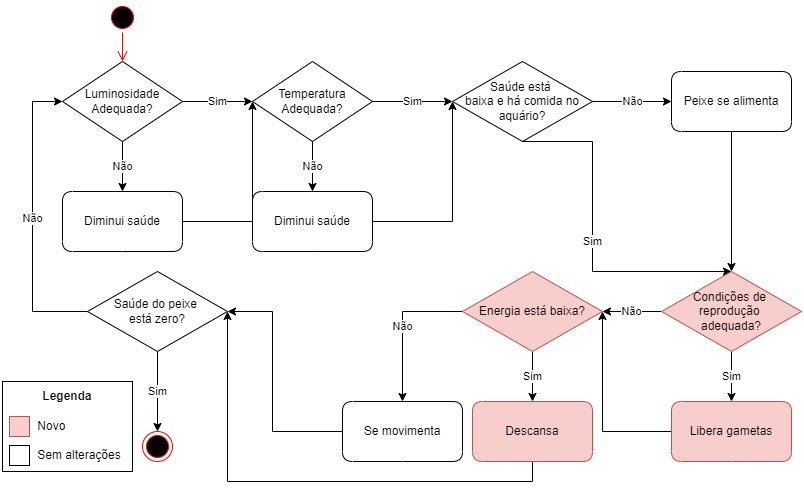 Luminosidade
Adequada?
Sim
Temperatura
Adequada?
Sim
Saúde está
baixa e há comida no
aquário?
Não
Peixe se alimenta
Não
Não
Diminui saúde
Diminui saúde
Não
Sim
Saúde do peixe
está zero?
Energia está baixa?
Não
Condições de
reprodução
adequada?
Não
Sim
Sim
Sim
Se movimenta
Descansa
Libera gametas
Legenda
Novo
Sem alterações